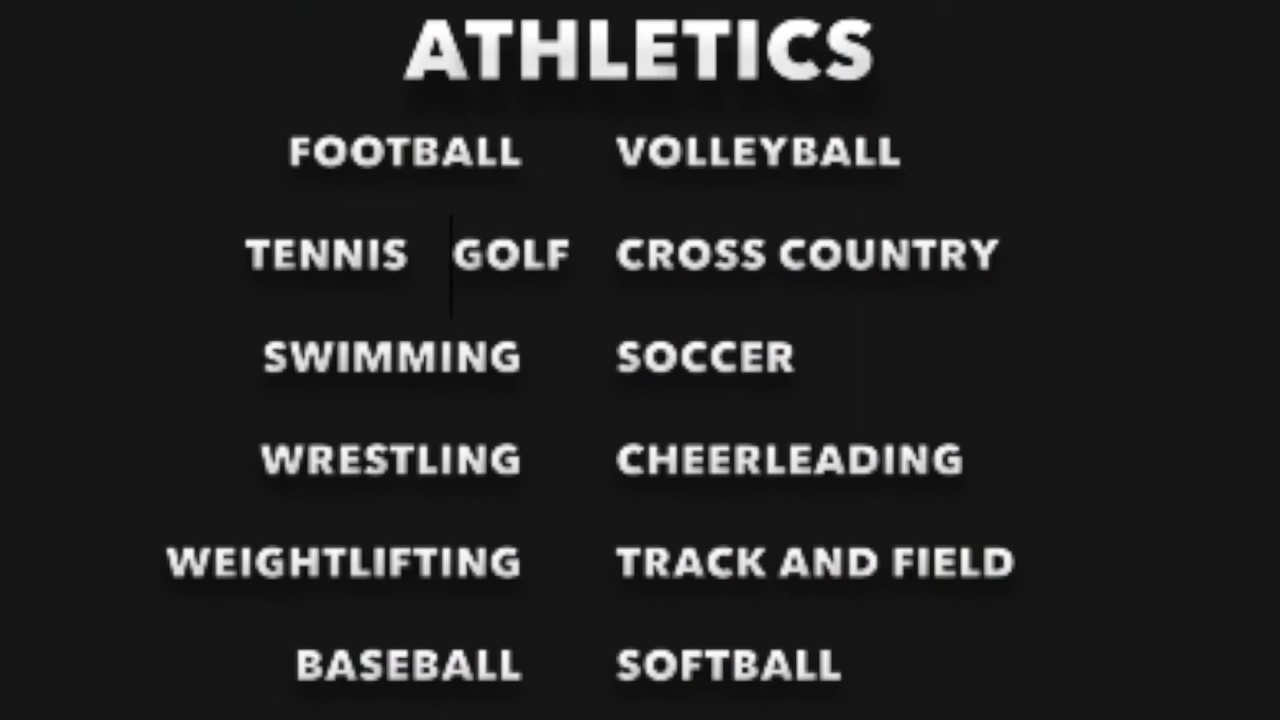 ATHLETICS
FOOTBALL VOLLEYBALL
TENNIS GOLF CROSS COUNTRY
SWIMMING SOCCER
WRESTLING CHEERLEADING
WEIGHTLIFTING TRACK AND FIELD
BASEBALL SOFTBALL